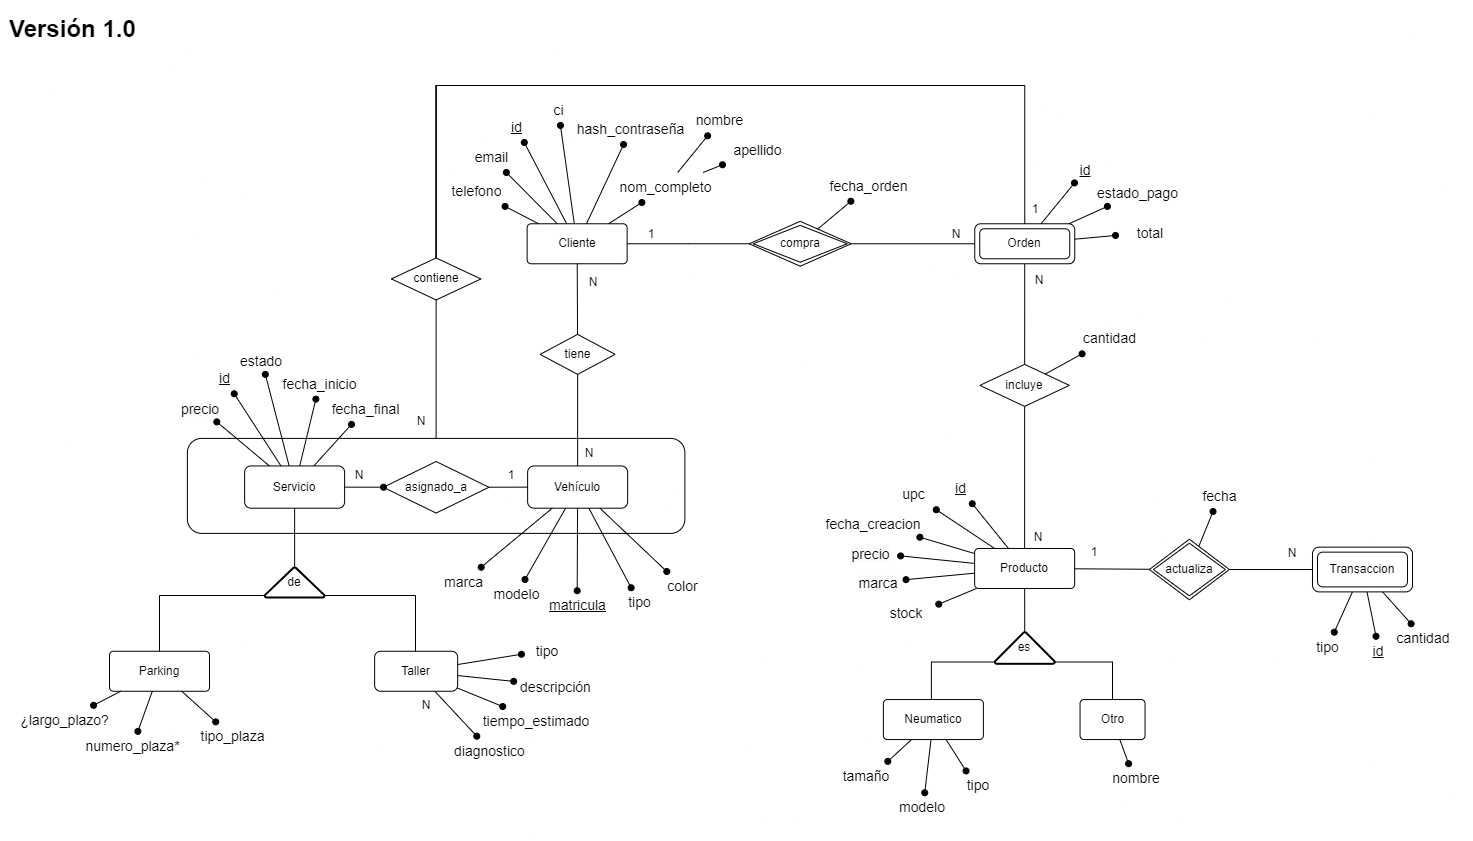 Versión 1.0
ci
nombre
id
hash_contraseña
apellido
email
nom_completo
telefono
fecha_orden
id
estado_pago
1
total
Cliente
1
compra
N
Orden
contiene
N
N
cantidad
tiene
incluye
estado
id
fecha_inicio
precio
fecha_final
N
N
Servicio
N
asignado_a
1
Vehículo
upc
id
fecha
fecha_creacion
N
precio
1
N
marca
Producto
actualiza
Transaccion
stock
de
marca
modelo
matricula
tipo
color
tipo
id
cantidad
es
Parking
Taller
tipo
descripción
N
¿largo_plazo?
tiempo_estimado
numero_plaza*
tipo_plaza
diagnostico
Neumatico
Otro
tamaño
tipo
nombre
modelo